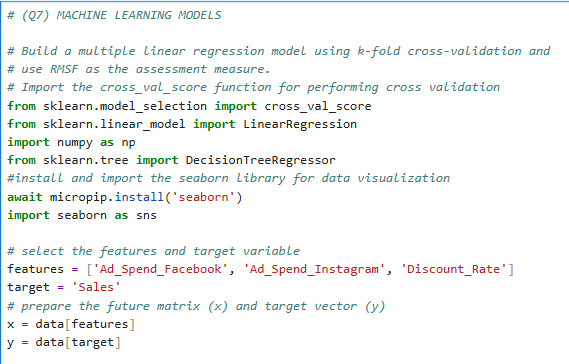 # (Q7) MACHINE LEARNING MODELS
# Build a multiple linear regression model using k-fold cross-validation and
# use RMSF as the assessment measure.
# Import the cross_val_score function for performing cross validation
from sklearn.model_selection import cross_val_score
from sklearn.linear_model import LinearRegression
import numpy as np
from sklearn.tree import DecisionTreeRegressor
#install and import the seaborn library for data visualization
await micropip.install('seaborn')
import seaborn as sns
# select the features and target variable
features = ['Ad_Spend_Facebook', 'Ad_Spend_Instagram', 'Discount_Rate']
target = 'Sales'
# prepare the future matrix (x) and target vector (y)
x = data[features]
y = data[target]